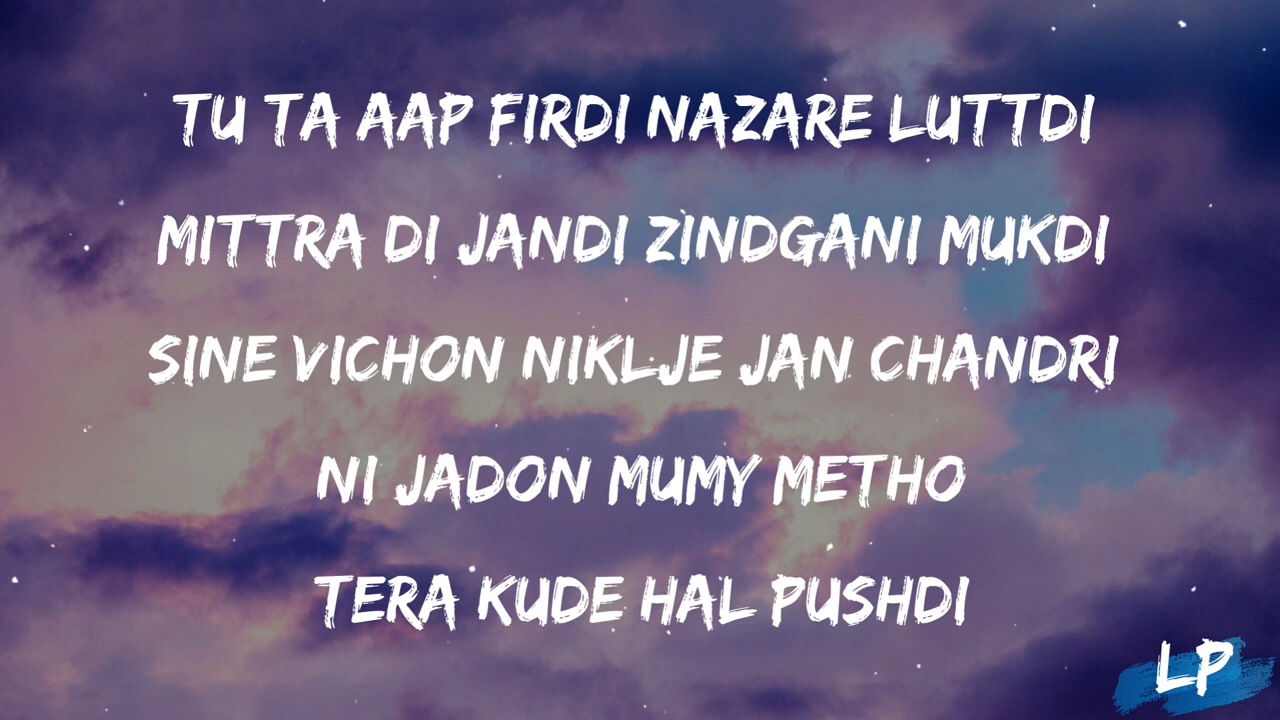 TU TA AAP FIRDI NAZARE LUTTDI
MITTRA DI JANDI ZINDGANI MUKDI
SINE VICHON NIKLJE JAN CHANDRI
NI JADON MUMY METHO
TERA KUDE HAL PUSHDI
LP